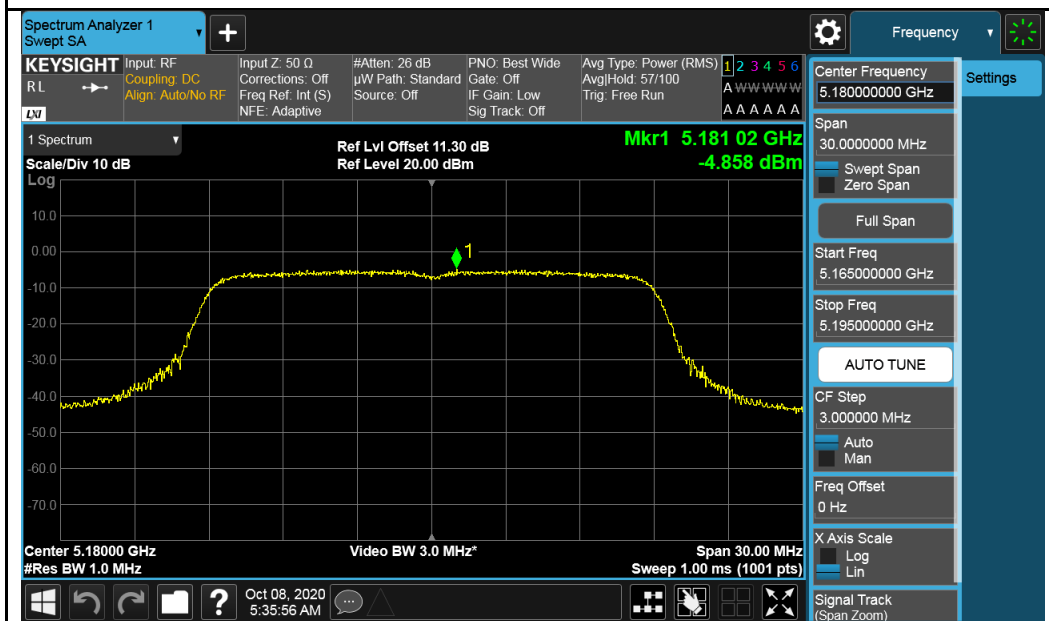 Spectrum Analyzer 1
Swept SA
+
Frequency
KEYSIGHT
RL
LXI
Input: RF
Coupling: DC
Align: Auto/No RF
Input Z: 50 Ω
Corrections: Off
Freq Ref: Int (S)
NFE: Adaptive
#Atten: 26 dB
µW Path: Standard
Source: Off
PNO: Best Wide
Gate: Off
IF Gain: Low
Sig Track: Off
Avg Type: Power (RMS)
Avg|Hold: 57/100
Trig: Free Run
1 2 3 4 5 6
A W W W W W
A A A A A A
1 Spectrum
Scale/Div 10 dB
Ref Lvl Offset 11.30 dB
Ref Level 20.00 dBm
Mkr1 5.181 02 GHz
-4.858 dBm
Log
10.0
0.00
-10.0
-20.0
-30.0
-40.0
-50.0
-60.0
-70.0
1
Center 5.18000 GHz
#Res BW 1.0 MHz
Video BW 3.0 MHz*
Span 30.00 MHz
Sweep 1.00 ms (1001 pts)
Center Frequency
5.180000000 GHz
Span
30.0000000 MHz
Swept Span
Zero Span
Full Span
Start Freq
5.165000000 GHz
Stop Freq
5.195000000 GHz
AUTO TUNE
CF Step
3.000000 MHz
Auto
Man
Freq Offset
0 Hz
X Axis Scale
Log
Lin
Signal Track
(Span Zoom)
Settings
?
Oct 08, 2020
5:35:56 AM